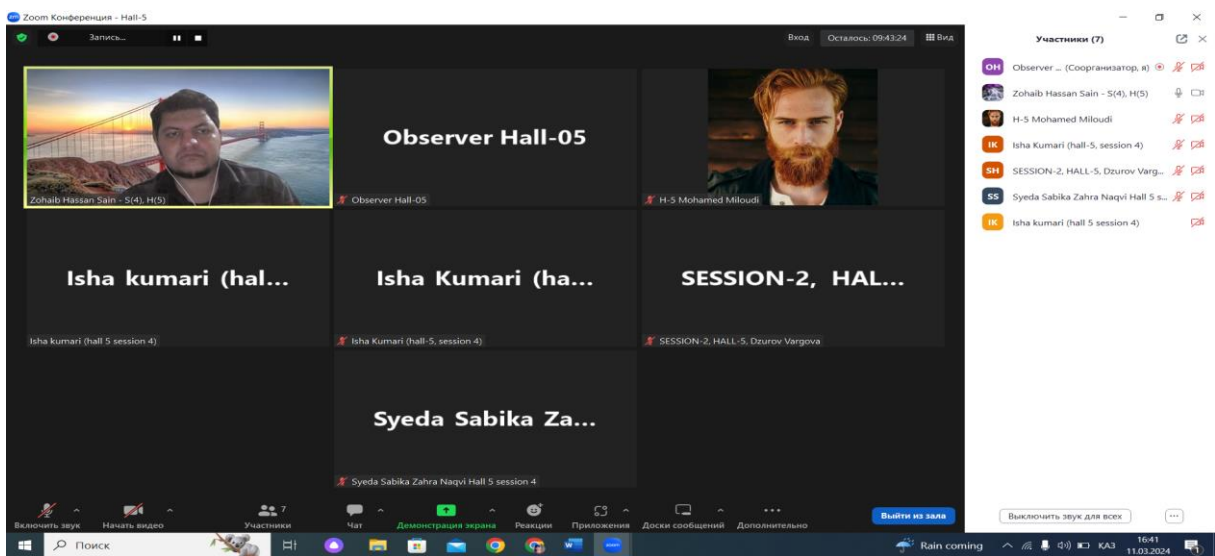 Zoom Конференция - Hall-5
Запись...
Вход
Осталось: 09:43:24
Вид
Zohaib Hassan Sain - S(4), H(5)
Observer Hall-05
Observer Hall-05
H-5 Mohamed Miloudi
Isha kumari (hal...
Isha kumari (hall 5 session 4)
Isha Kumari (ha...
Isha Kumari (hall-5, session 4)
SESSION-2, HAL...
SESSION-2, HALL-5, Dzurov Vargova
Syeda Sabika Za...
Syeda Sabika Zahra Naqvi Hall 5 session 4
Участники (7)
OH Observer ... (Соорганизатор, я)
Zohaib Hassan Sain - S(4), H(5)
H-5 Mohamed Miloudi
IK Isha Kumari (hall-5, session 4)
SH SESSION-2, HALL-5, Dzurov Varg...
SS Syeda Sabika Zahra Naqvi Hall 5 s...
IK Isha kumari (hall 5 session 4)
Включить звук
Начать видео
7
Участники
Чат
Демонстрация экрана
Реакции
Приложения
Доски сообщений
Дополнительно
Выйти из зала
Выключить звук для всех
Поиск
Rain coming
КАЗ
16:41
11.03.2024